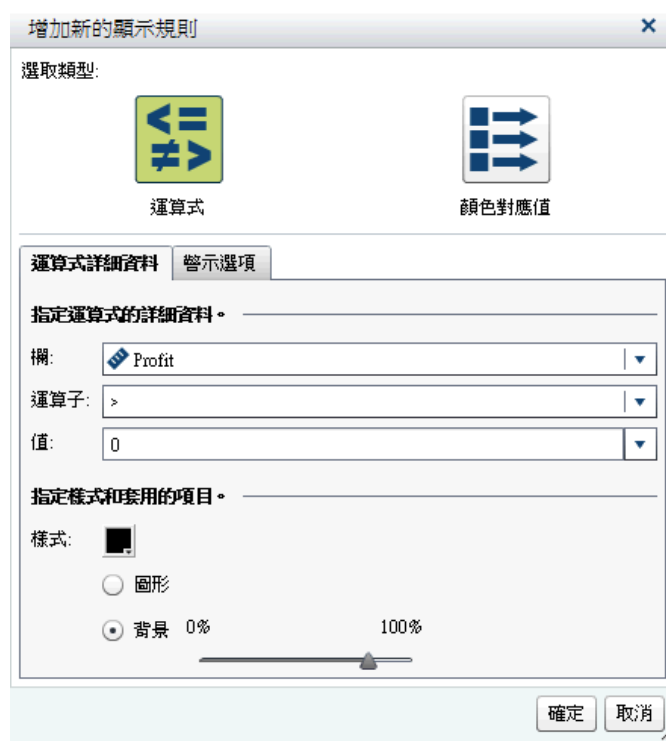 增加新的顯示規則
選取類型:
運算式
顏色對應值
運算式詳細資料 警示選項
指定運算式的詳細資料。
欄: Profit
運算子: >
值: 0
指定樣式和套用的項目。
樣式:
圖形
背景 0% 100%
確定 取消